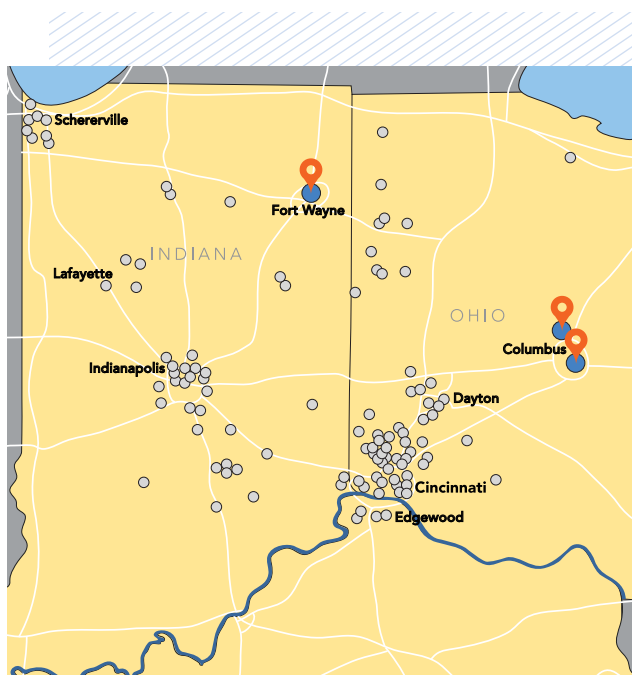 Schererville
Fort Wayne
INDIANA
Lafayette
OHIO
Columbus
Indianapolis
Dayton
Cincinnati
Edgewood